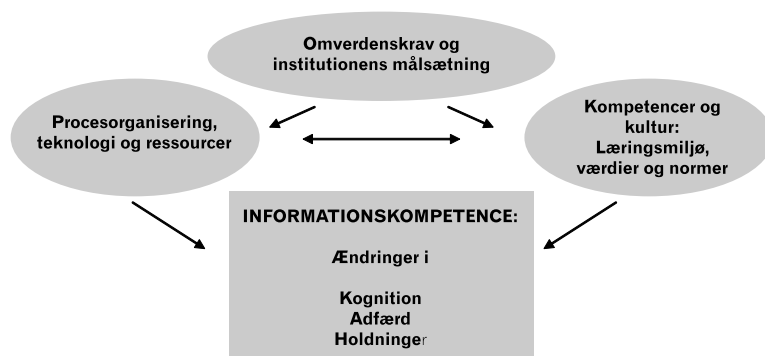 Omverdenskrav og
institutionens målsætning
Procesorganisering,
teknologi og ressourcer
Kompetencer og
kultur:
Læringsmiljø,
værdier og normer
INFORMATIONSKOMPETENCE:
Ændringer i
Kognition
Adfærd
Holdninger